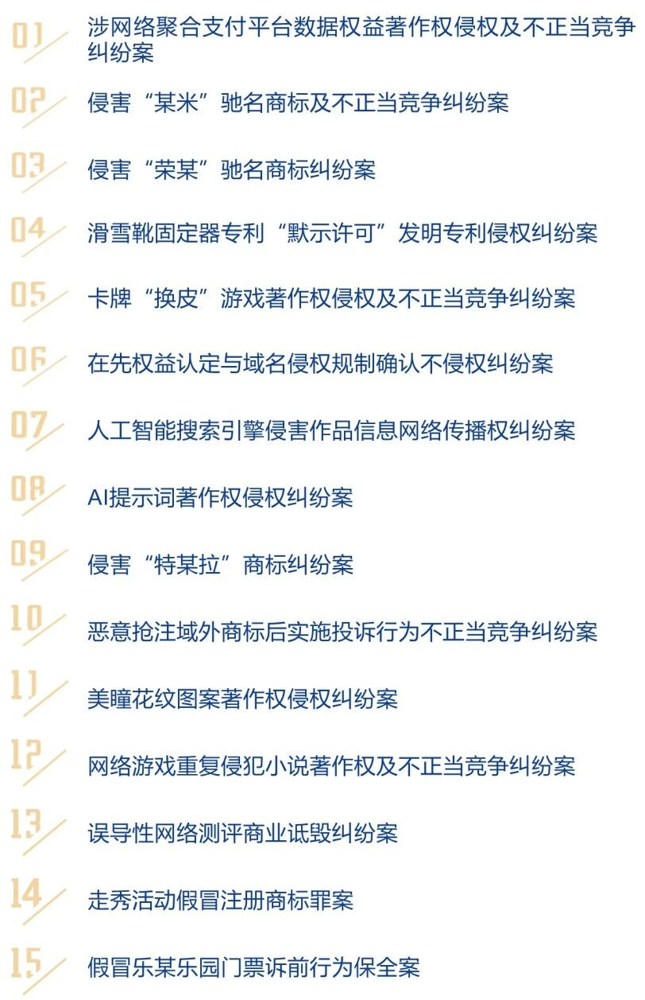 01
涉网络聚合支付平台数据权益著作权侵权及不正当竞争
纠纷案
02
侵害“某米”驰名商标及不正当竞争纠纷案
03
侵害“荣某”驰名商标纠纷案
04
滑雪靴固定器专利“默示许可”发明专利侵权纠纷案
05
卡牌“换皮”游戏著作权侵权及不正当竞争纠纷案
06
在先权益认定与域名侵权规制确认不侵权纠纷案
07
人工智能搜索引擎侵害作品信息网络传播权纠纷案
08
AI提示词著作权侵权纠纷案
09
侵害“特某拉”商标纠纷案
10
恶意抢注域外商标后实施投诉行为不正当竞争纠纷案
11
美瞳花纹图案著作权侵权纠纷案
12
网络游戏重复侵犯小说著作权及不正当竞争纠纷案
13
误导性网络测评商业诋毁纠纷案
14
走秀活动假冒注册商标罪案
15
假冒乐某乐园门票诉前行为保全案